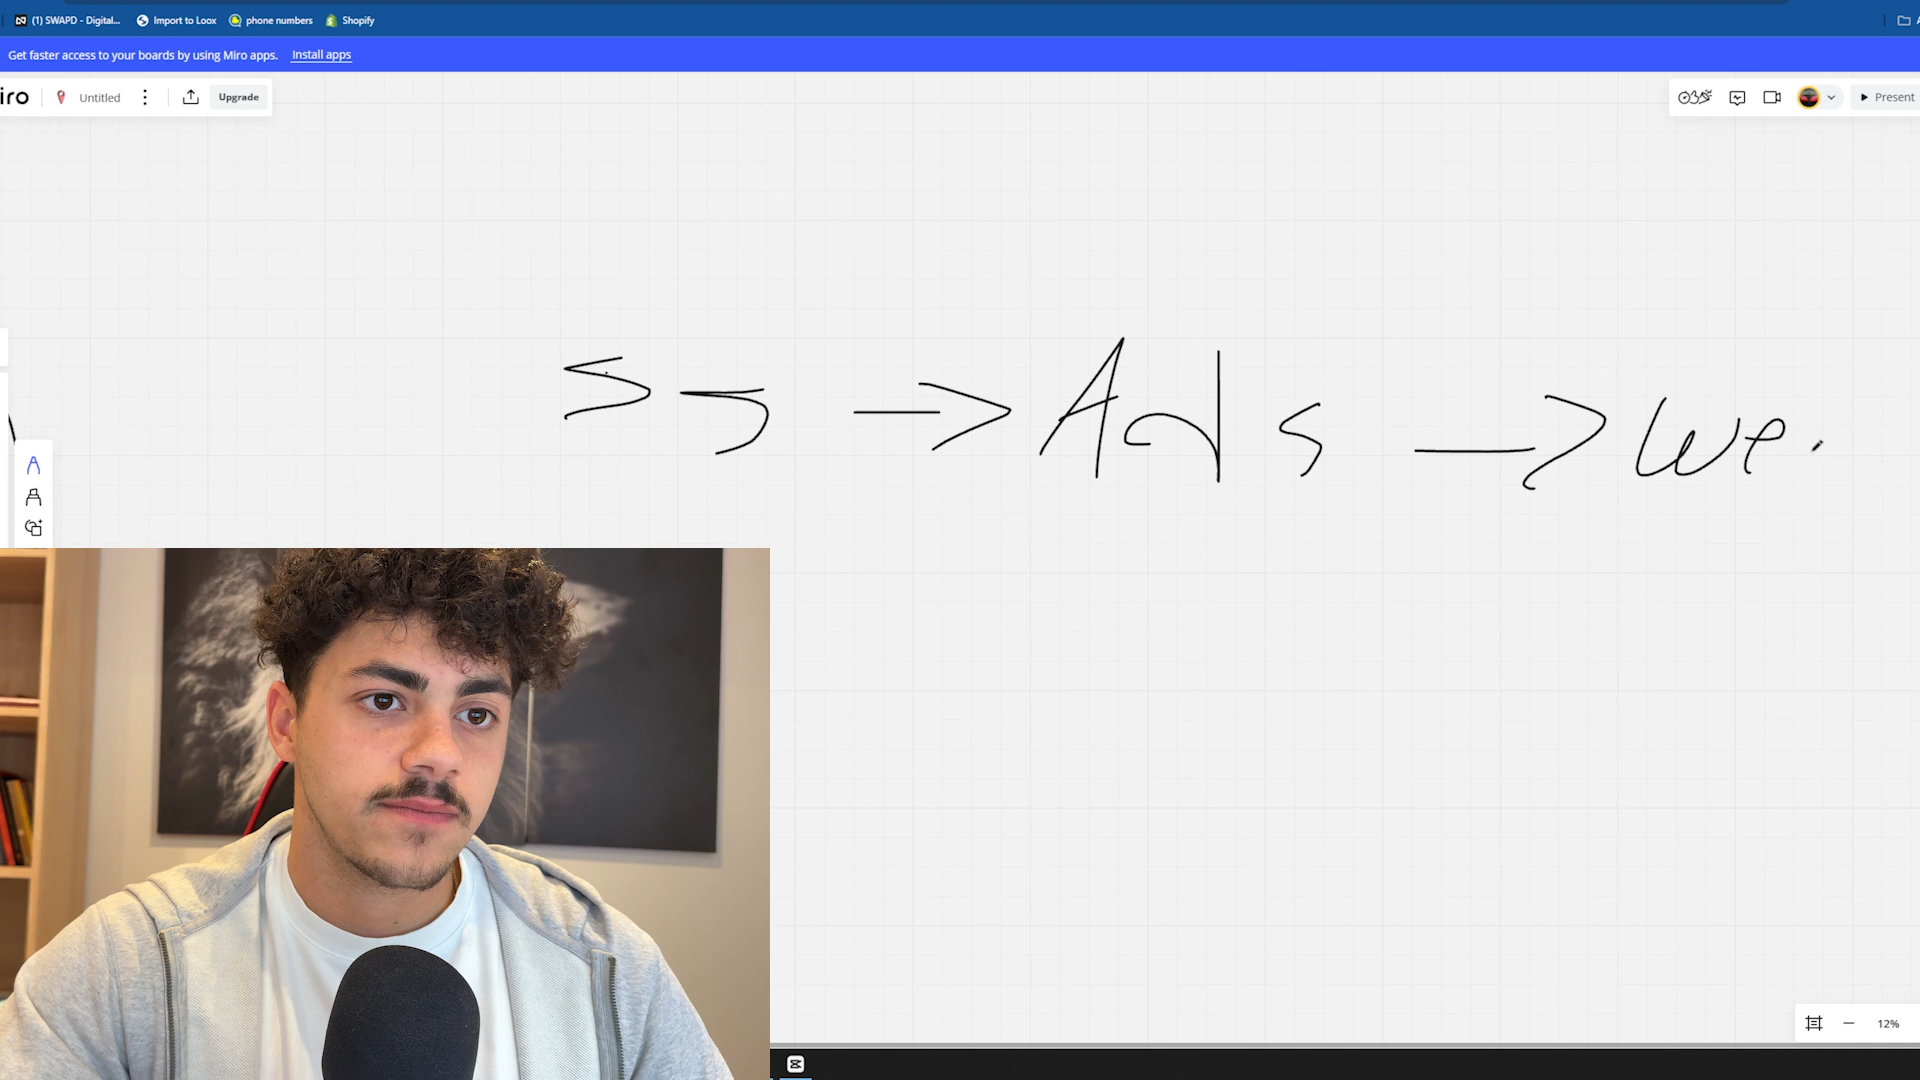 (1) SWAPD - Digital... Import to Loox phone numbers Shopify
Get faster access to your boards by using Miro apps. Install apps
iro Untitled Upgrade Present
→ Ads → we
12%